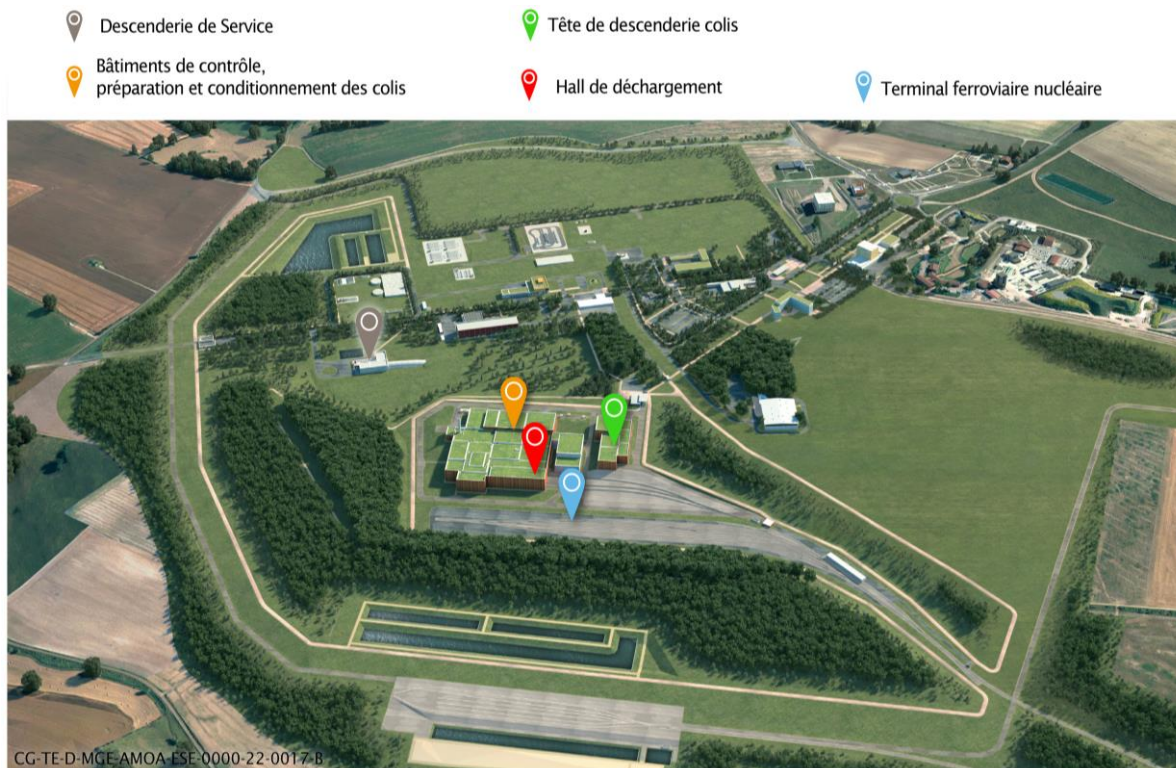 Descenderie de Service
Tête de descenderie colis
Bâtiments de contrôle,
préparation et conditionnement des colis
Hall de déchargement
Terminal ferroviaire nucléaire
CG-TE-D-MGE-AMOA-ESE-0000-22-0017-B